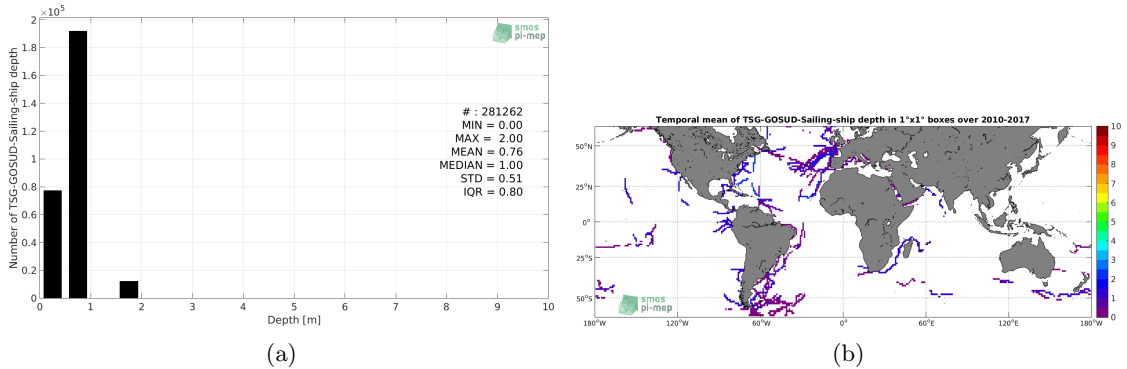 ×10⁵
2
1.8
1.6
1.4
1.2
1
0.8
0.6
0.4
0.2
0
Number of TSG-GOSUD-Sailing-ship depth
smos
pi-mep
# : 281262
MIN = 0.00
MAX = 2.00
MEAN = 0.76
MEDIAN = 1.00
STD = 0.51
IQR = 0.80
0 1 2 3 4 5 6 7 8 9 10
Depth [m]
(a)
Temporal mean of TSG-GOSUD-Sailing-ship depth in 1°x1° boxes over 2010-2017
50°N
25°N
0°
25°S
50°S
smos
pi-mep
180°W 120°W 60°W 0° 60°E 120°E 180°W
10
9
8
7
6
5
4
3
2
1
0
(b)